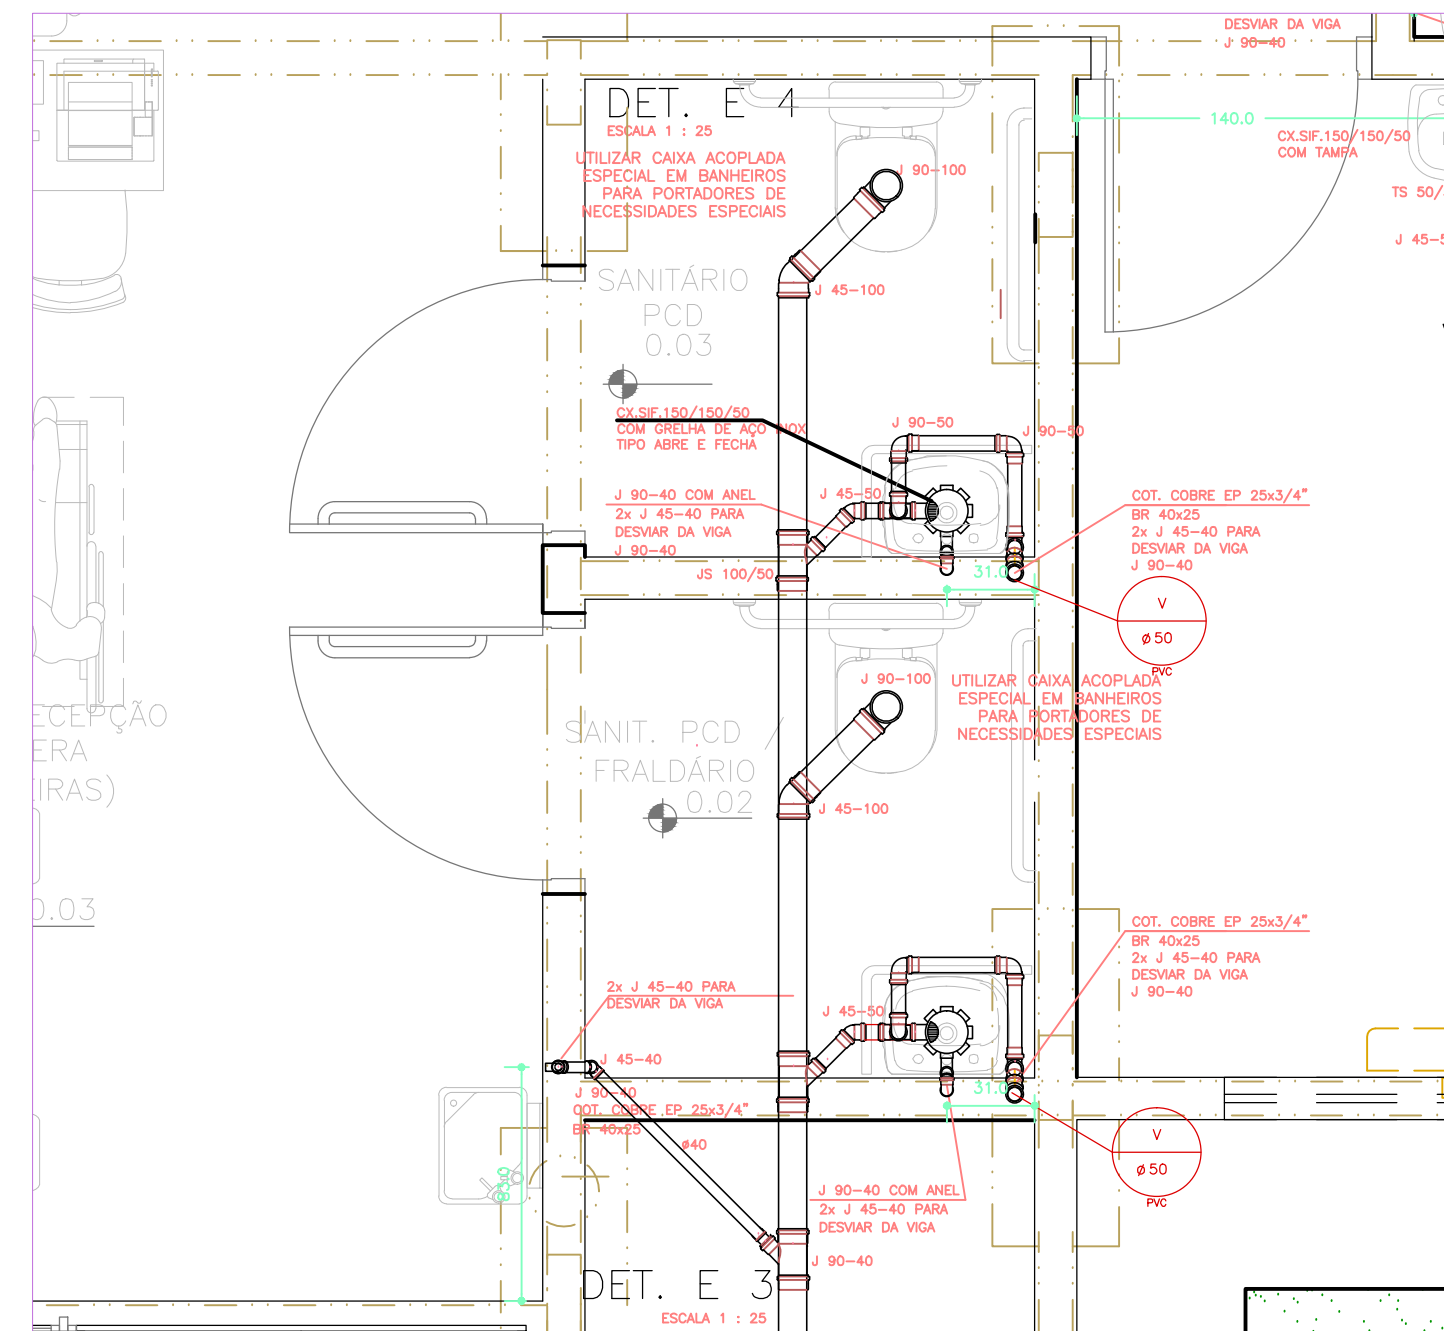 DESVIAR DA VIGA
J 90-40
DET. E 4
ESCALA 1 : 25
UTILIZAR CAIXA ACOPLADA
ESPECIAL EM BANHEIROS
PARA PORTADORES DE
NECESSIDADES ESPECIAIS
J 90-100
140.0
CX.SIF.150/150/50
COM TAMPA
TS 50/
J 45-5
SANITÁRIO
PCD
0.03
J 45-100
CX.SIF.150/150/50
COM GRELHA DE AÇO INOX
TIPO ABRE E FECHA
J 90-50
J 90-50
J 90-40 COM ANEL
2x J 45-40 PARA
DESVIAR DA VIGA
J 90-40
J 45-50
JS 100/50
COT. COBRE EP 25x3/4"
BR 40x25
2x J 45-40 PARA
DESVIAR DA VIGA
J 90-40
31.0
V
ø50
PVC
J 90-100
UTILIZAR CAIXA ACOPLADA
ESPECIAL EM BANHEIROS
PARA PORTADORES DE
NECESSIDADES ESPECIAIS
ECEPÇÃO
ERA
IRAS)
0.03
SANIT. PCD /
FRALDÁRIO
0.02
J 45-100
COT. COBRE EP 25x3/4"
BR 40x25
2x J 45-40 PARA
DESVIAR DA VIGA
J 90-40
2x J 45-40 PARA
DESVIAR DA VIGA
J 45-50
J 45-40
J 90-40
COT. COBRE EP 25x3/4"
BR 40x25
ø40
31.0
V
ø50
PVC
J 90-40 COM ANEL
2x J 45-40 PARA
DESVIAR DA VIGA
J 90-40
DET. E 3
ESCALA 1 : 25